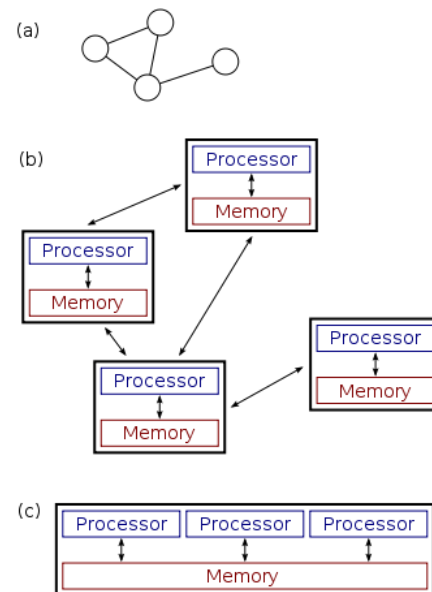 (a)
(b)
Processor
Memory
Processor
Memory
Processor
Memory
Processor
Memory
(c)
Processor Processor Processor
Memory